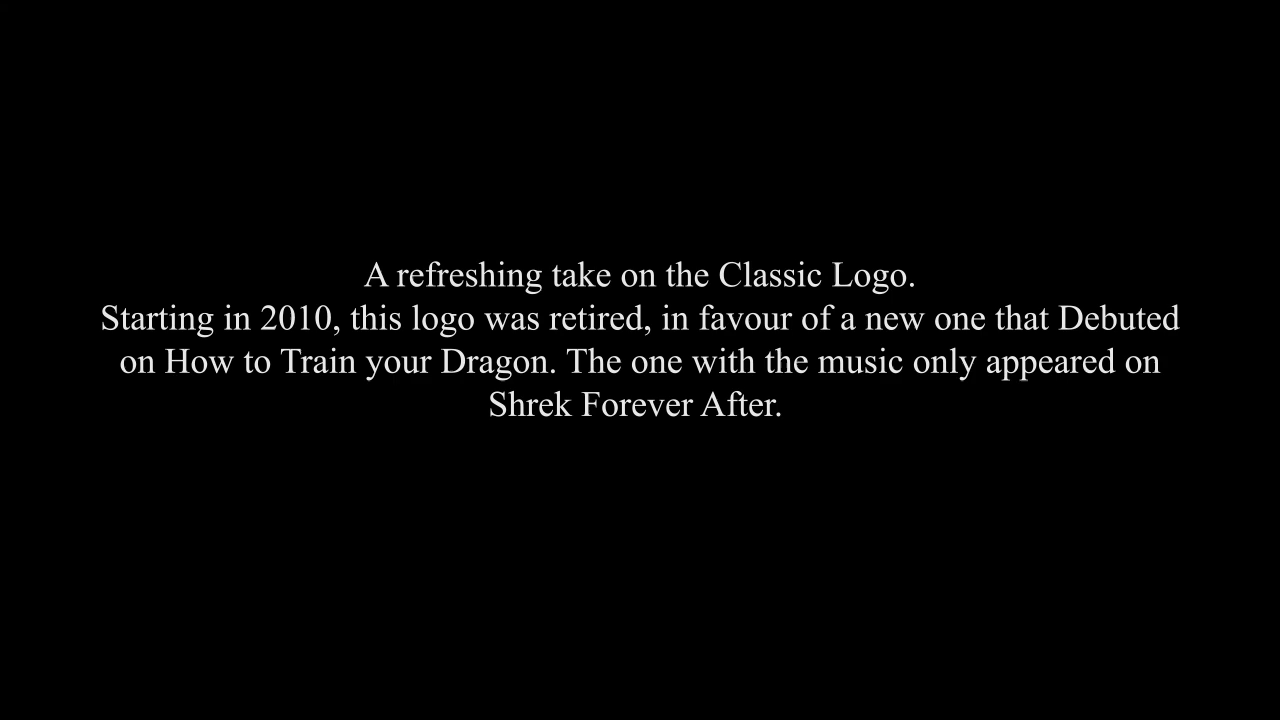 A refreshing take on the Classic Logo.
Starting in 2010, this logo was retired, in favour of a new one that Debuted
on How to Train your Dragon. The one with the music only appeared on
Shrek Forever After.